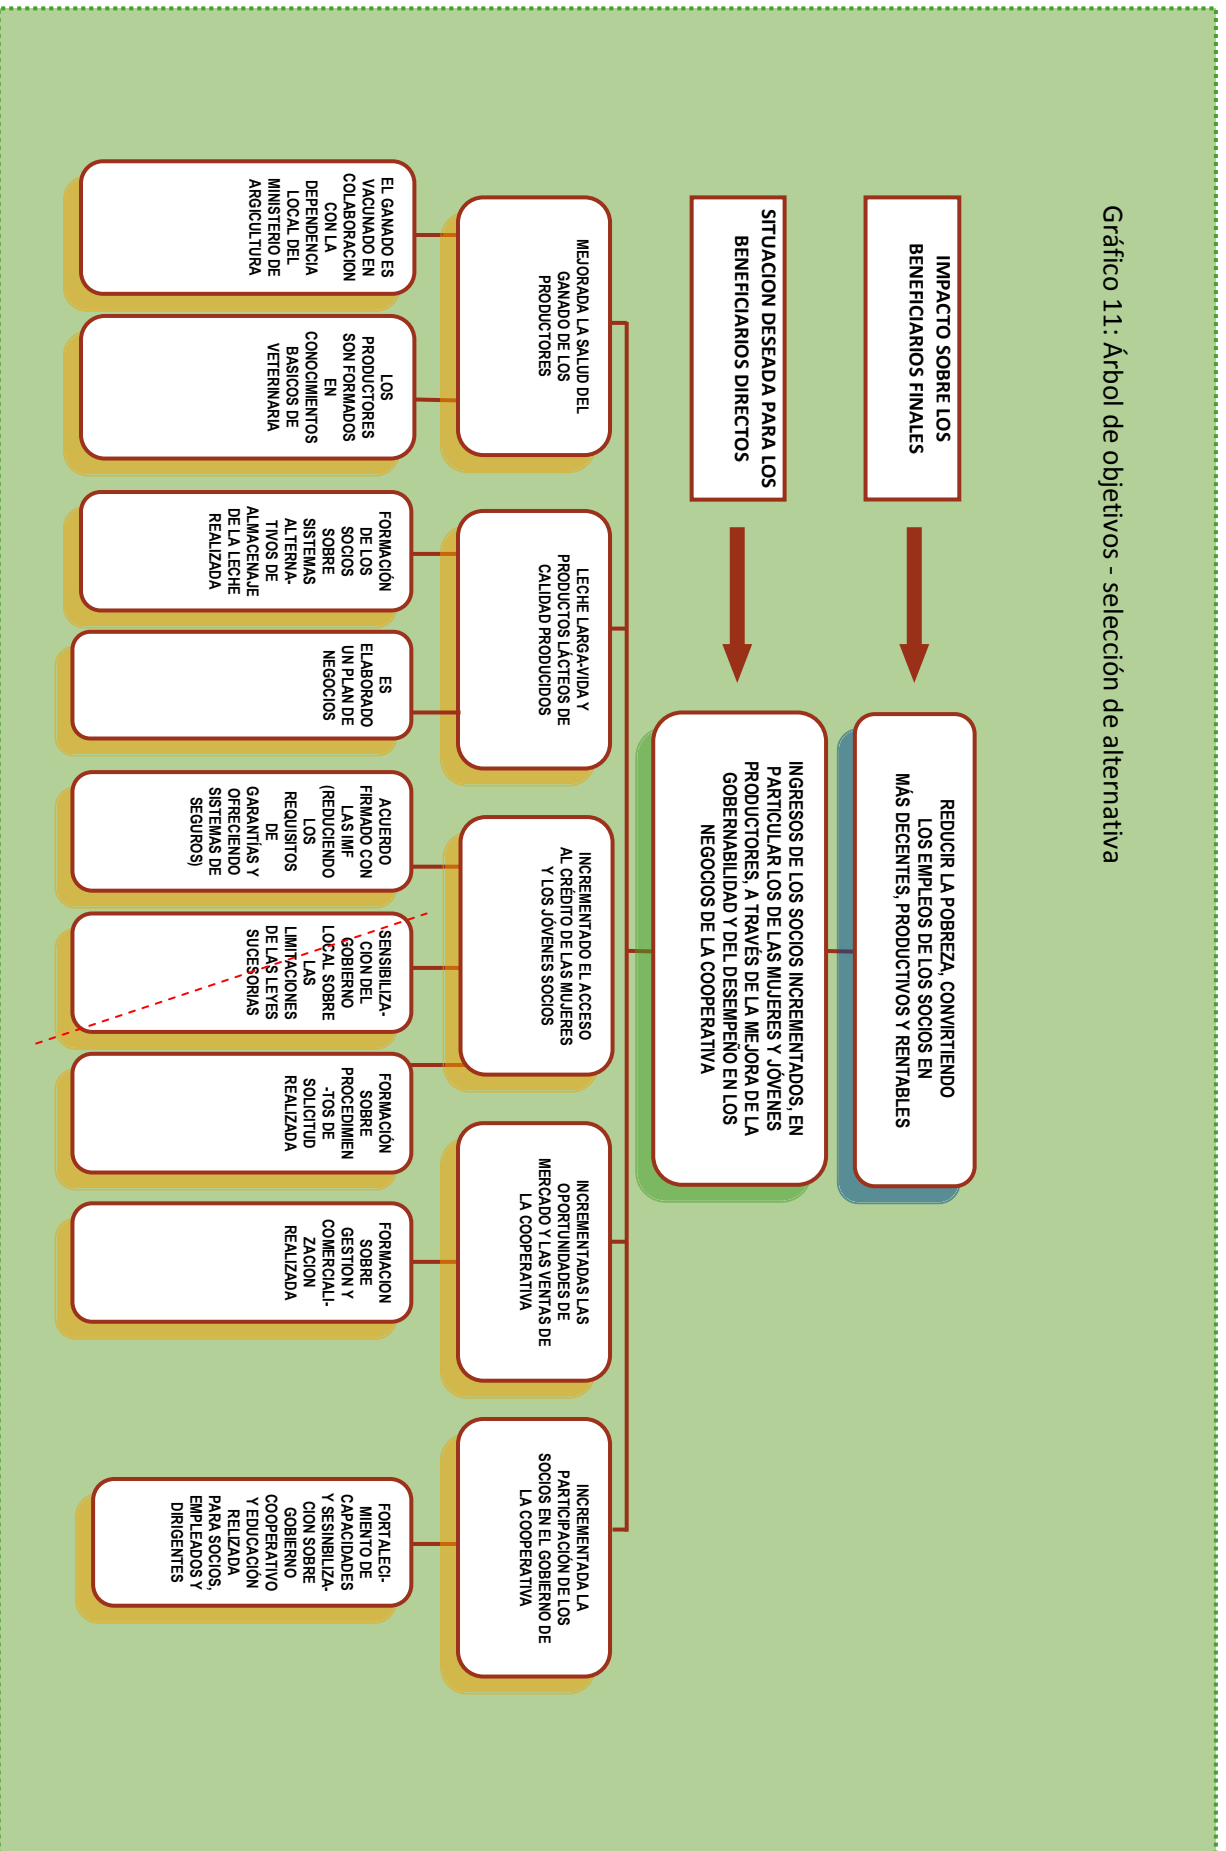 Gráfico 11: Árbol de objetivos - selección de alternativa
IMPACTO SOBRE LOS
BENEFICIARIOS FINALES
REDUCIR LA POBREZA, CONVIRTIENDO
LOS EMPLEOS DE LOS SOCIOS EN
MÁS DECENTES, PRODUCTIVOS Y RENTABLES
SITUACION DESEADA PARA LOS
BENEFICIARIOS DIRECTOS
INGRESOS DE LOS SOCIOS INCREMENTADOS, EN
PARTICULAR LOS DE LAS MUJERES Y JÓVENES
PRODUCTORES, A TRAVÉS DE LA MEJORA DE LA
GOBERNABILIDAD Y DEL DESEMPEÑO EN LOS
NEGOCIOS DE LA COOPERATIVA
MEJORADA LA SALUD DEL
GANADO DE LOS
PRODUCTORES
LECHE LARGA-VIDA Y
PRODUCTOS LÁCTEOS DE
CALIDAD PRODUCIDOS
INCREMENTADO EL ACCESO
AL CRÉDITO DE LAS MUJERES
Y LOS JÓVENES SOCIOS
INCREMENTADAS LAS
OPORTUNIDADES DE
MERCADO Y LAS VENTAS DE
LA COOPERATIVA
INCREMENTADA LA
PARTICIPACIÓN DE LOS
SOCIOS EN EL GOBIERNO DE
LA COOPERATIVA
EL GANADO ES
VACUNADO EN
COLABORACION
CON LA
DEPENDENCIA
LOCAL DEL
MINISTERIO DE
ARGICULTURA
LOS
PRODUCTORES
SON FORMADOS
EN
CONOCIMIENTOS
BASICOS DE
VETERINARIA
FORMACIÓN
DE LOS
SOCIOS
SOBRE
SISTEMAS
ALTERNA-
TIVOS DE
ALMACENAJE
DE LA LECHE
REALIZADA
ES
ELABORADO
UN PLAN DE
NEGOCIOS
ACUERDO
FIRMADO CON
LAS IMF
(REDUCIENDO
LOS
REQUISITOS
DE
GARANTÍAS Y
OFRECIENDO
SISTEMAS DE
SEGUROS)
SENSIBILIZA-
CION DEL
GOBIERNO
LOCAL SOBRE
LAS
LIMITACIONES
DE LAS LEYES
SUCESORIAS
FORMACIÓN
SOBRE
PROCEDIMIEN
-TOS DE
SOLICITUD
REALIZADA
FORMACION
SOBRE
GESTION Y
COMERCIALI-
ZACION
REALIZADA
FORTALECI-
MIENTO DE
CAPACIDADES
Y SESINBILIZA-
CION SOBRE
GOBIERNO
COOPERATIVO
Y EDUCACIÓN
RELIZADA
PARA SOCIOS,
EMPLEADOS Y
DIRIGENTES